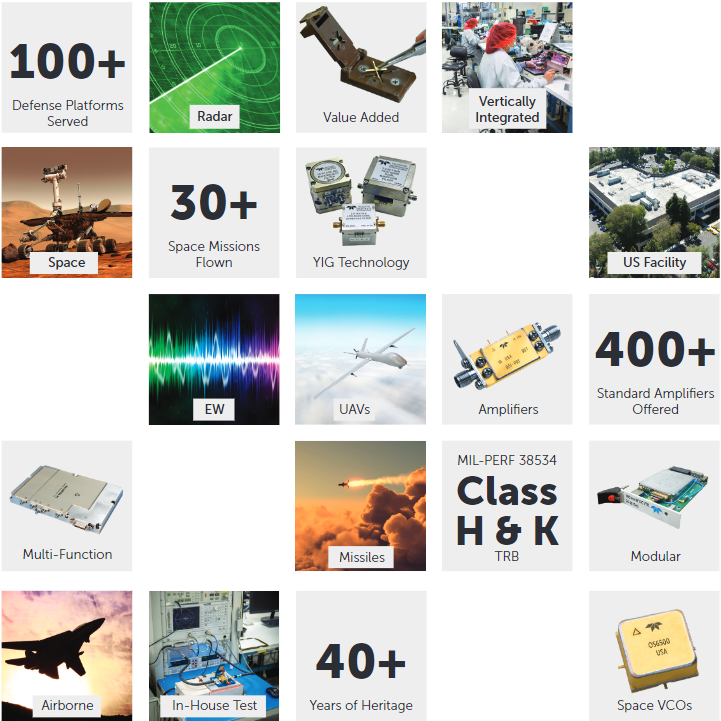 100+
Defense Platforms
Served
Radar
Value Added
Vertically
Integrated
Space
30+
Space Missions
Flown
YIG Technology
US Facility
EW
UAVs
Amplifiers
400+
Standard Amplifiers
Offered
Multi-Function
Missiles
MIL-PERF 38534
Class
H & K
TRB
Modular
Airborne
In-House Test
40+
Years of Heritage
OS6500
USA
Space VCOs